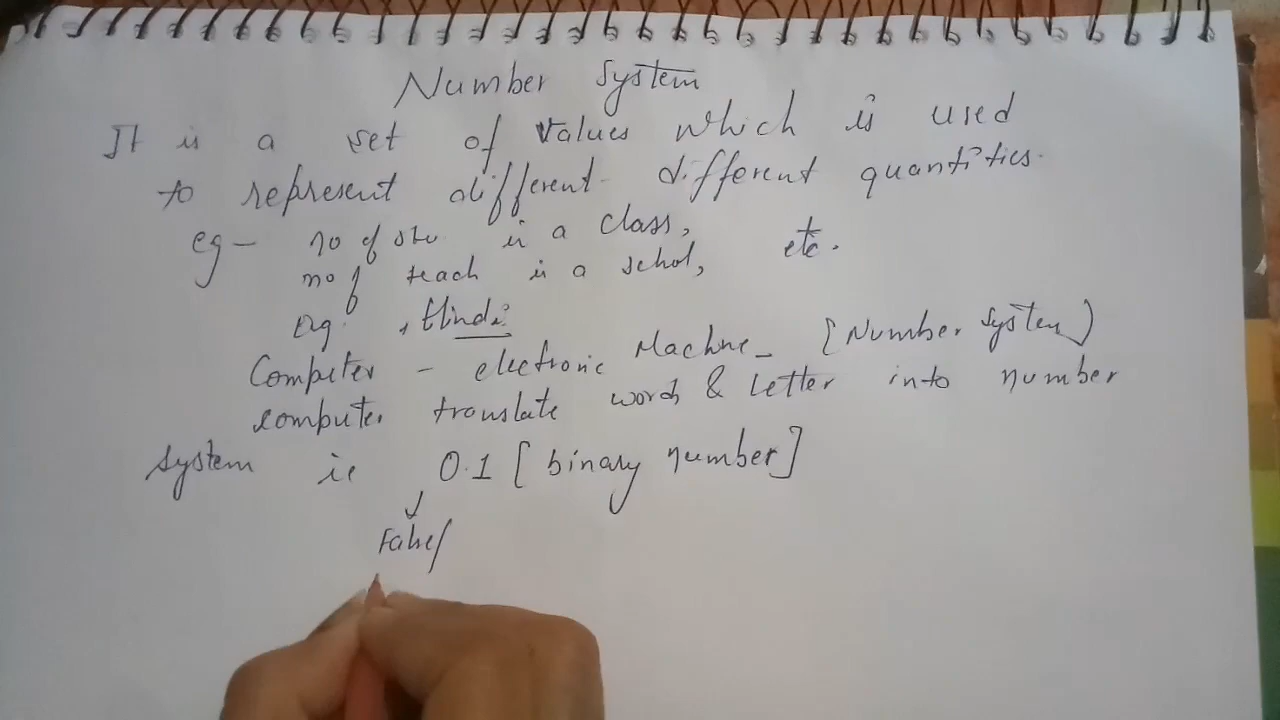 Number System
It is a set of values which is used
to represent different different quantities.
eg - no of stu in a class,
no of teach in a schol, etc.
Eng. , Hindi
Computer - electronic Machine - [Number System]
computer translate word & letter into number
system ie 0.1 [binary number]
False/